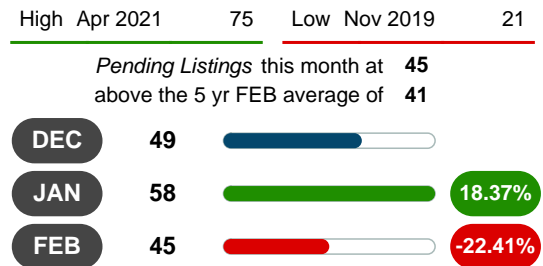 High Apr 2021 75 Low Nov 2019 21
Pending Listings this month at 45
above the 5 yr FEB average of 41
DEC 49
JAN 58 18.37%
FEB 45 -22.41%